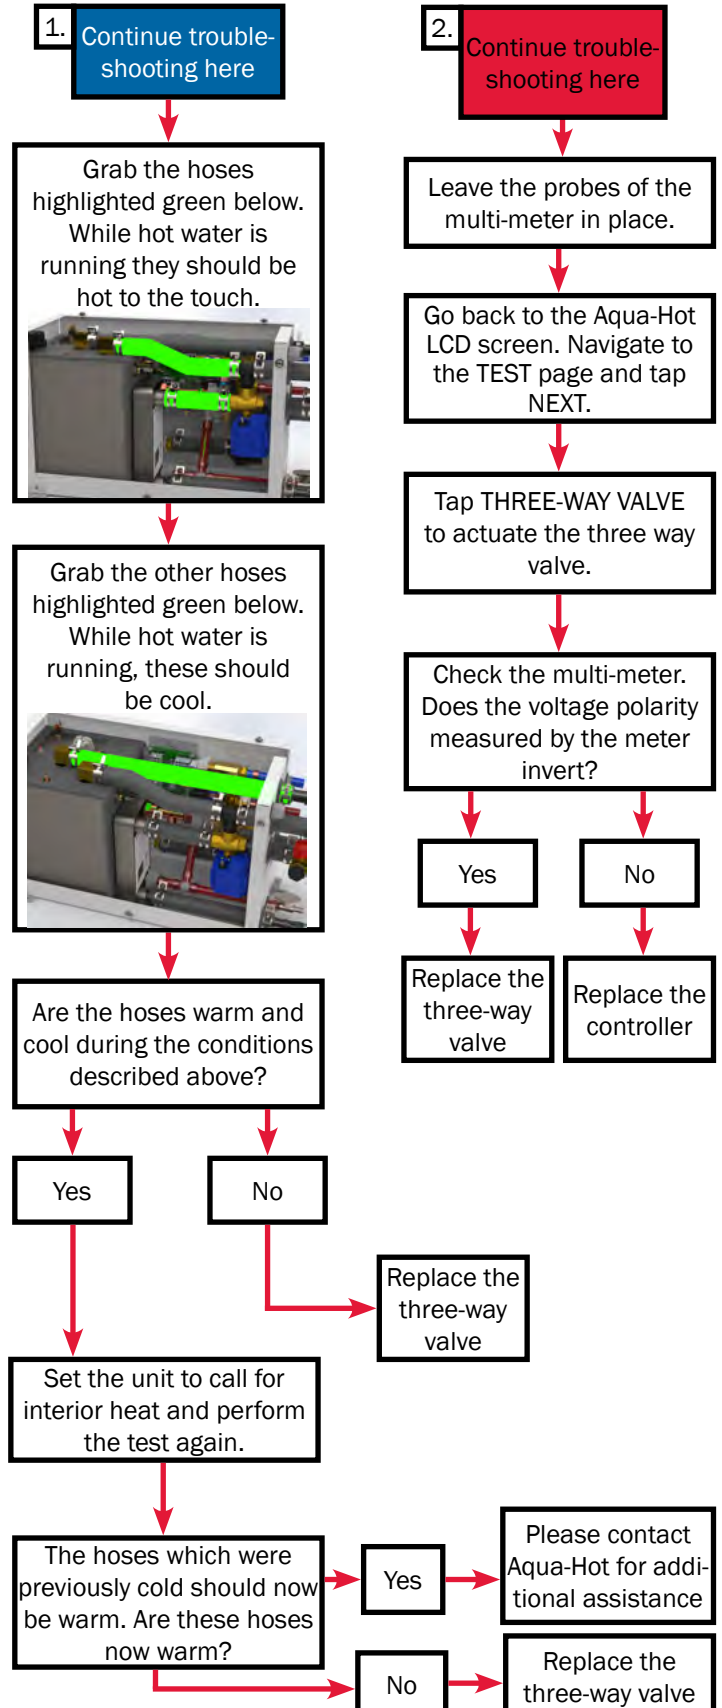 1.
Continue trouble-
shooting here
Grab the hoses
highlighted green below.
While hot water is
running they should be
hot to the touch.
Grab the other hoses
highlighted green below.
While hot water is
running, these should
be cool.
Are the hoses warm and
cool during the conditions
described above?
Yes
No
Replace the
three-way
valve
Set the unit to call for
interior heat and perform
the test again.
The hoses which were
previously cold should now
be warm. Are these hoses
now warm?
Yes
Please contact
Aqua-Hot for addi-
tional assistance
No
Replace the
three-way valve
2.
Continue trouble-
shooting here
Leave the probes of the
multi-meter in place.
Go back to the Aqua-Hot
LCD screen. Navigate to
the TEST page and tap
NEXT.
Tap THREE-WAY VALVE
to actuate the three way
valve.
Check the multi-meter.
Does the voltage polarity
measured by the meter
invert?
Yes
No
Replace the
three-way
valve
Replace the
controller